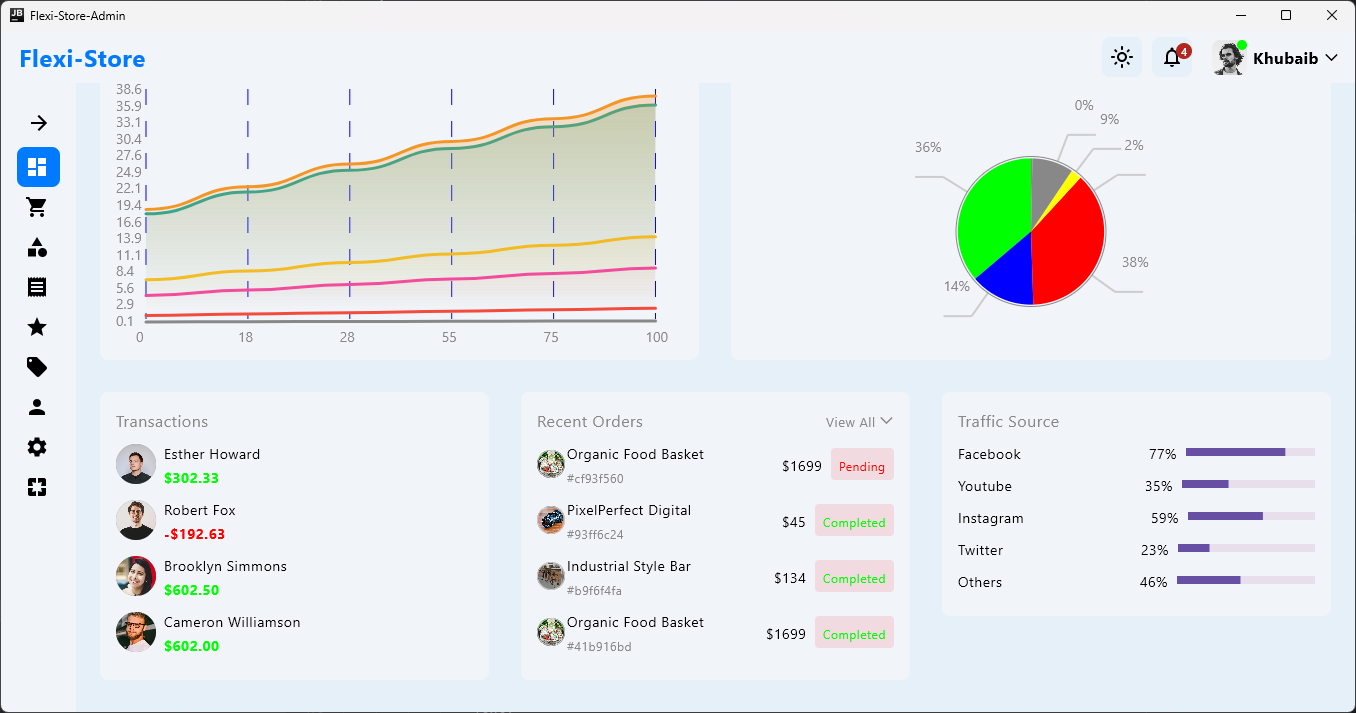 JB Flexi-Store-Admin
Flexi-Store
4
Khubaib
38.6
35.9
33.1
30.4
27.6
24.9
22.1
19.4
16.6
13.9
11.1
8.4
5.6
2.9
0.1
0 18 28 55 75 100
0%
9%
2%
36%
38%
14%
Transactions
Esther Howard
$302.33
Robert Fox
-$192.63
Brooklyn Simmons
$602.50
Cameron Williamson
$602.00
Recent Orders View All
Organic Food Basket
#cf93f560
$1699 Pending
PixelPerfect Digital
#93ff6c24
$45 Completed
Industrial Style Bar
#b9f6f4fa
$134 Completed
Organic Food Basket
#41b916bd
$1699 Completed
Traffic Source
Facebook 77%
Youtube 35%
Instagram 59%
Twitter 23%
Others 46%